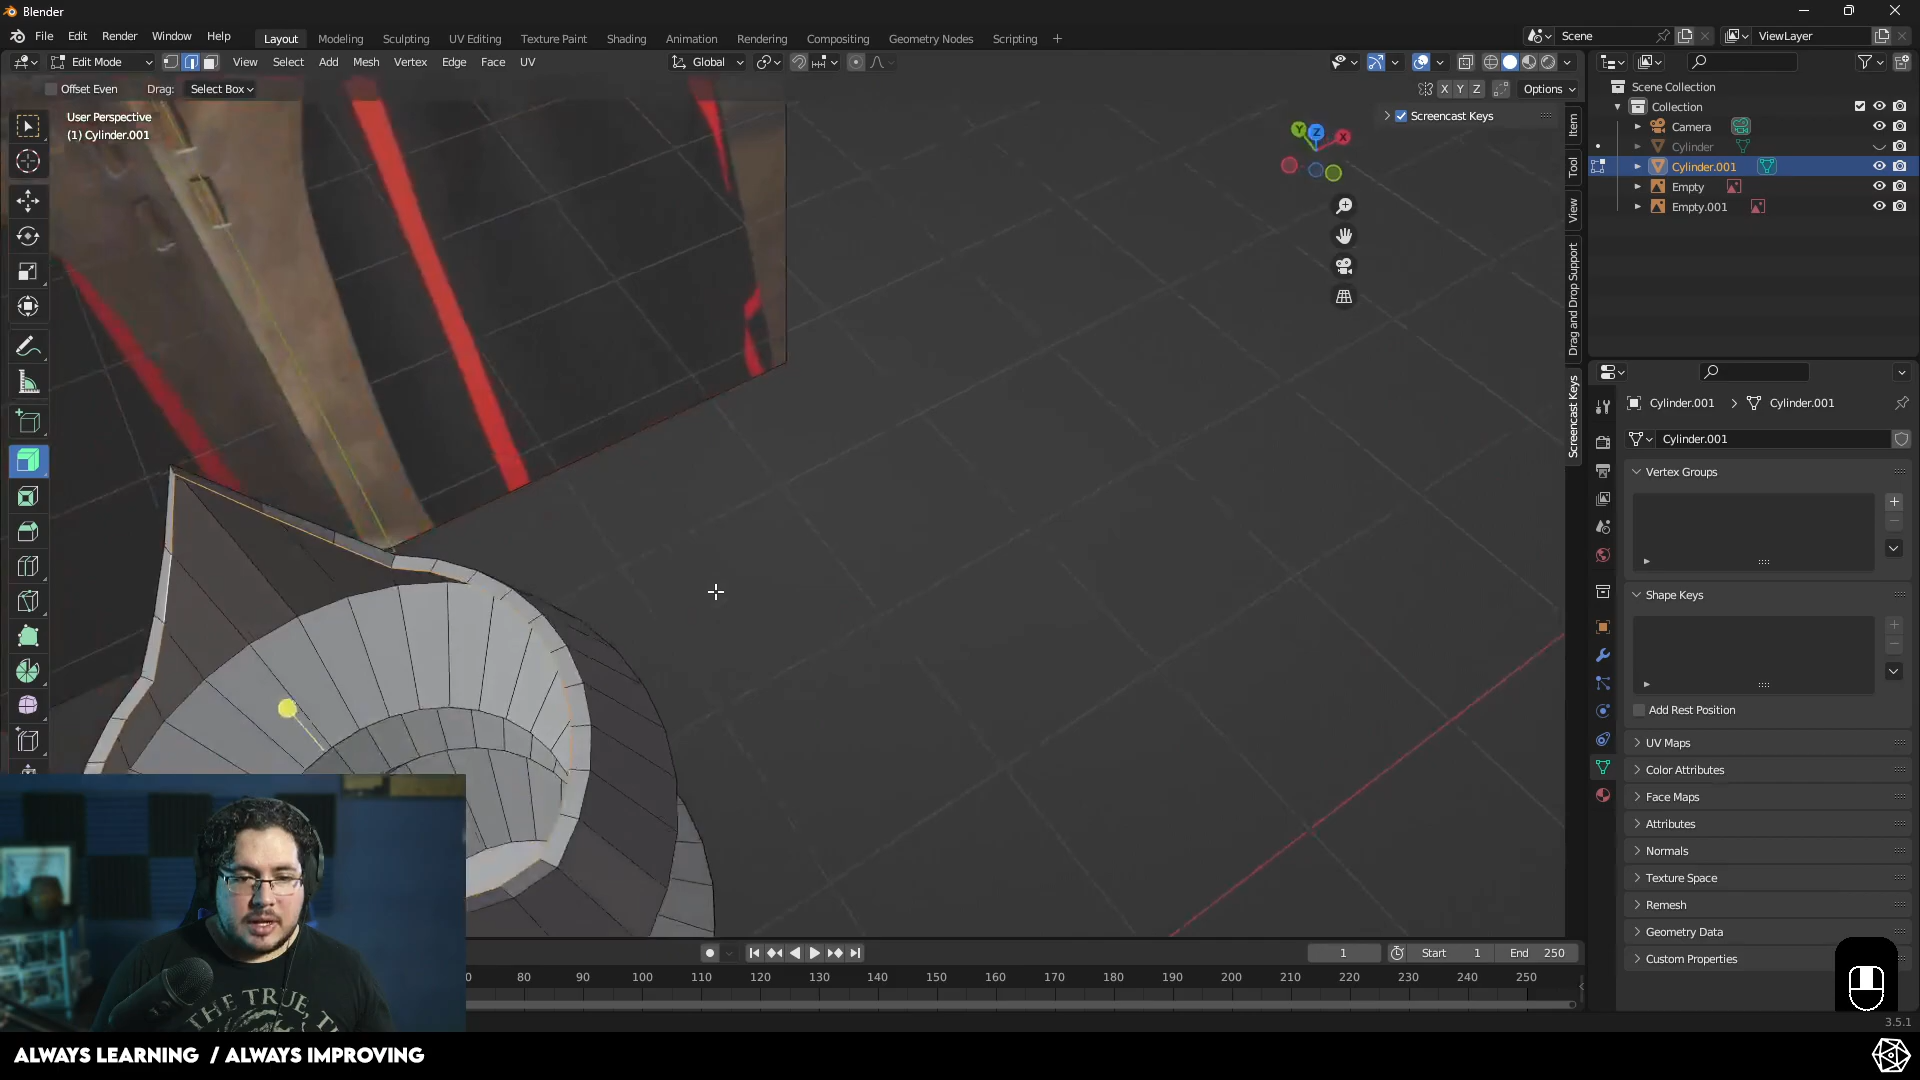 Blender
File Edit Render Window Help Layout Modeling Sculpting UV Editing Texture Paint Shading Animation Rendering Compositing Geometry Nodes Scripting + Scene ViewLayer
Edit Mode View Select Add Mesh Vertex Edge Face UV Global
Offset Even Drag: Select Box X Y Z Options
User Perspective
(1) Cylinder.001
Screencast Keys
Y Z X
Item
Tool
View
Drag and Drop Support
Screencast Keys
Scene Collection
Collection
Camera
Cylinder
Cylinder.001
Empty
Empty.001
Cylinder.001 > Cylinder.001
Cylinder.001
Vertex Groups
Shape Keys
Add Rest Position
UV Maps
Color Attributes
Face Maps
Attributes
Normals
Texture Space
Remesh
Geometry Data
Custom Properties
1 Start 1 End 250
80 90 100 110 120 130 140 150 160 170 180 190 200 210 220 230 240 250
3.5.1
THE TRUE, T
ALWAYS LEARNING / ALWAYS IMPROVING